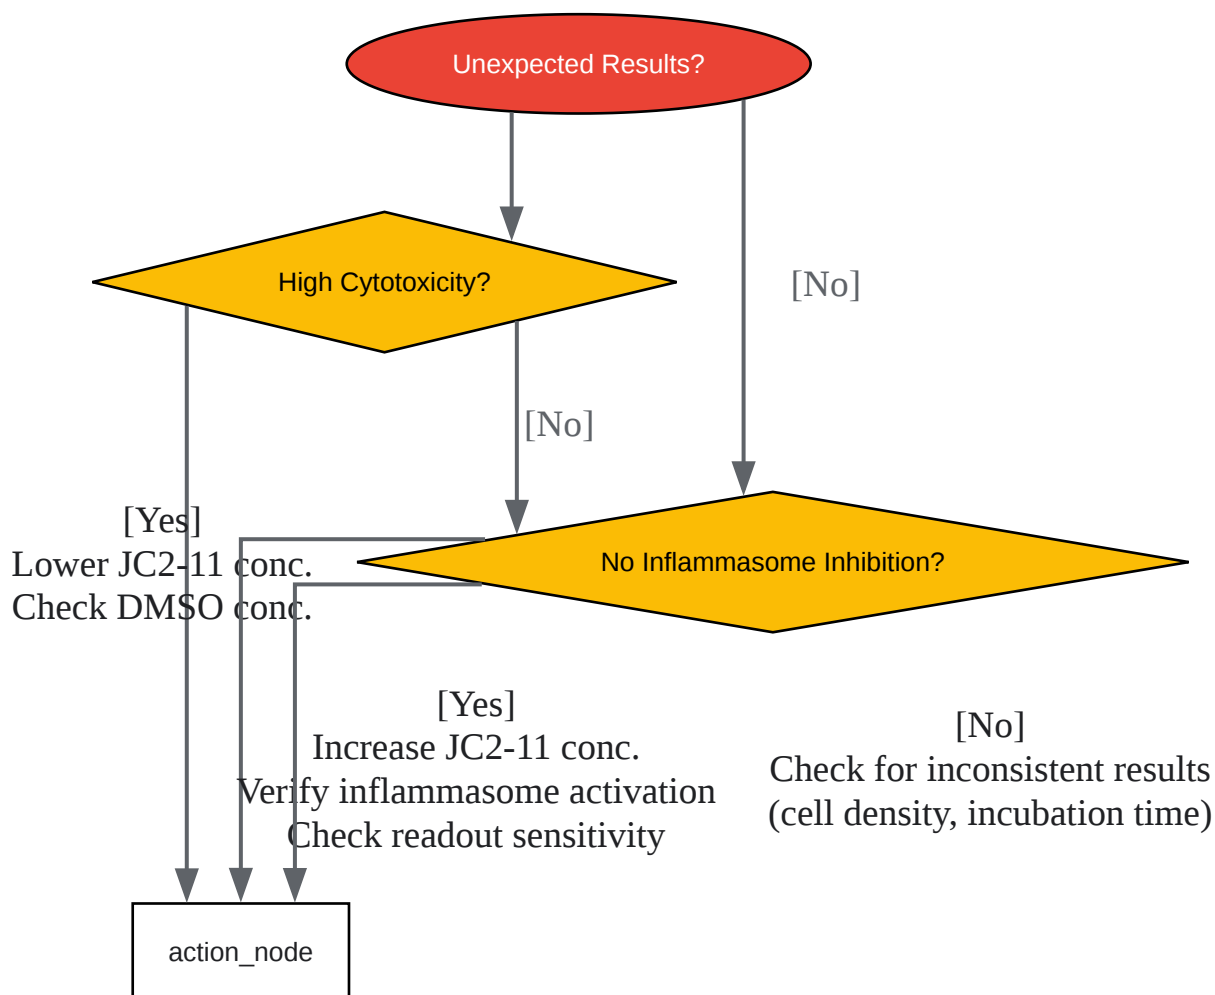 Unexpected Results?
High Cytotoxicity?
[No]
[No]
[Yes]
Lower JC2-11 conc.
Check DMSO conc.
No Inflammasome Inhibition?
[Yes]
Increase JC2-11 conc.
Verify inflammasome activation
Check readout sensitivity
[No]
Check for inconsistent results
(cell density, incubation time)
action_node